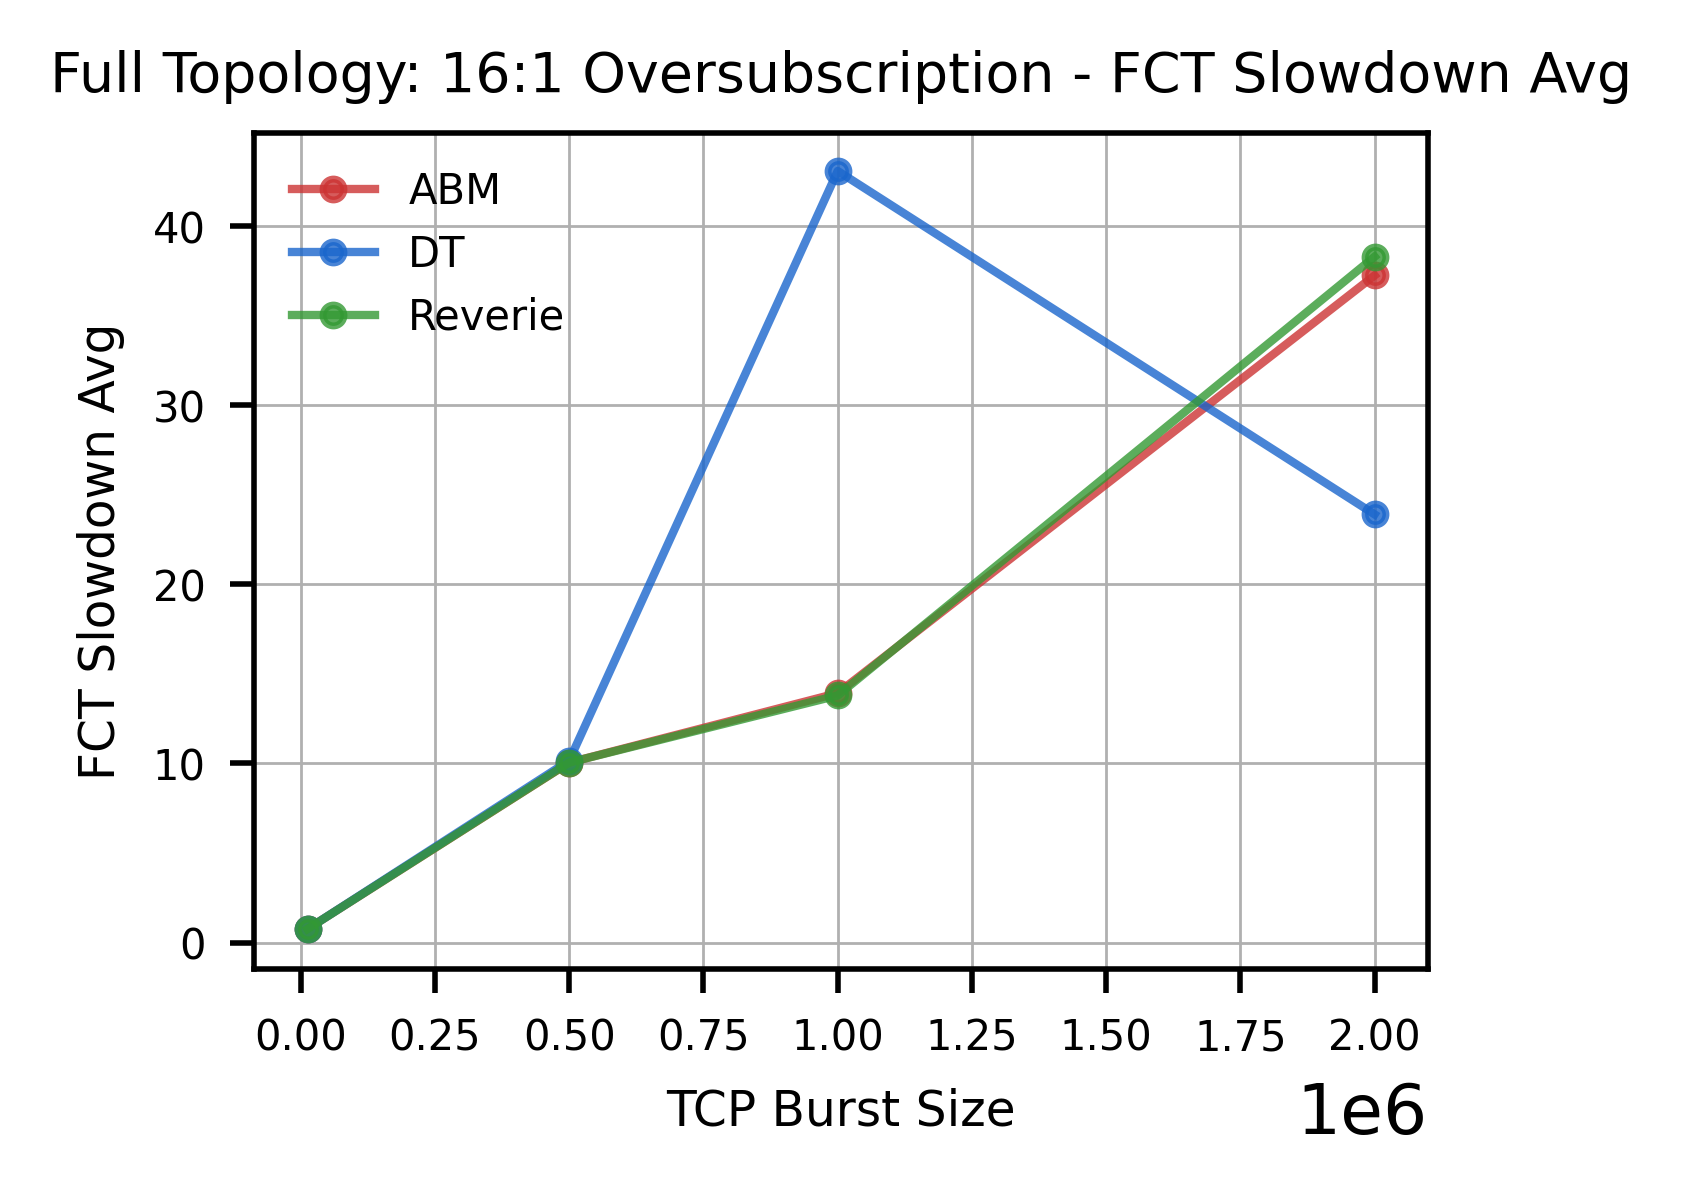 Full Topology: 16:1 Oversubscription - FCT Slowdown Avg
ABM
DT
Reverie
FCT Slowdown Avg
40
30
20
10
0
0.00 0.25 0.50 0.75 1.00 1.25 1.50 1.75 2.00
TCP Burst Size
1e6